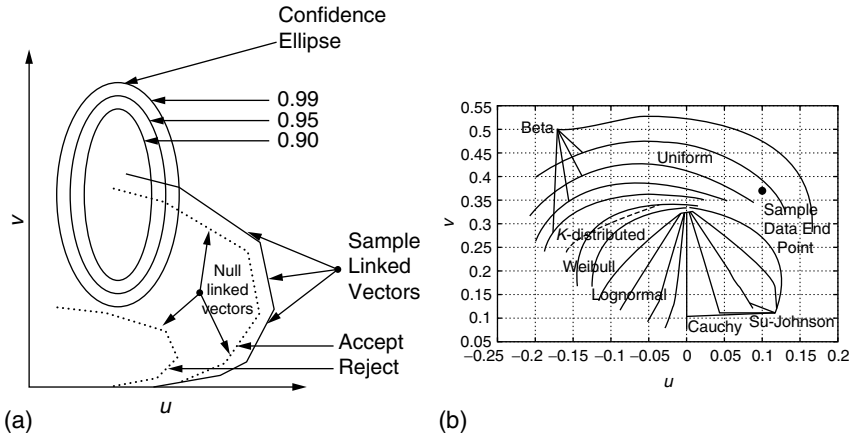 Confidence
Ellipse
0.99
0.95
0.90
v
Null
linked
vectors
Sample
Linked
Vectors
Accept
Reject
u
(a)
0.55
0.5
0.45
0.4
0.35
0.3
0.25
0.2
0.15
0.1
0.05
v
Beta
Uniform
Sample
Data End
Point
K-distributed
Weibull
Lognormal
Cauchy
Su-Johnson
−0.25 −0.2 −0.15 −0.1 −0.05 0 0.05 0.1 0.15 0.2
0
u
(b)